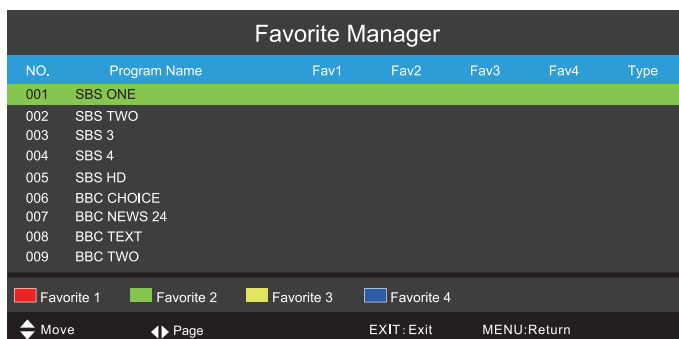 Favorite Manager
NO. Program Name Fav1 Fav2 Fav3 Fav4 Type
001 SBS ONE
002 SBS TWO
003 SBS 3
004 SBS 4
005 SBS HD
006 BBC CHOICE
007 BBC NEWS 24
008 BBC TEXT
009 BBC TWO
Favorite 1 Favorite 2 Favorite 3 Favorite 4
Move Page EXIT:Exit MENU:Return